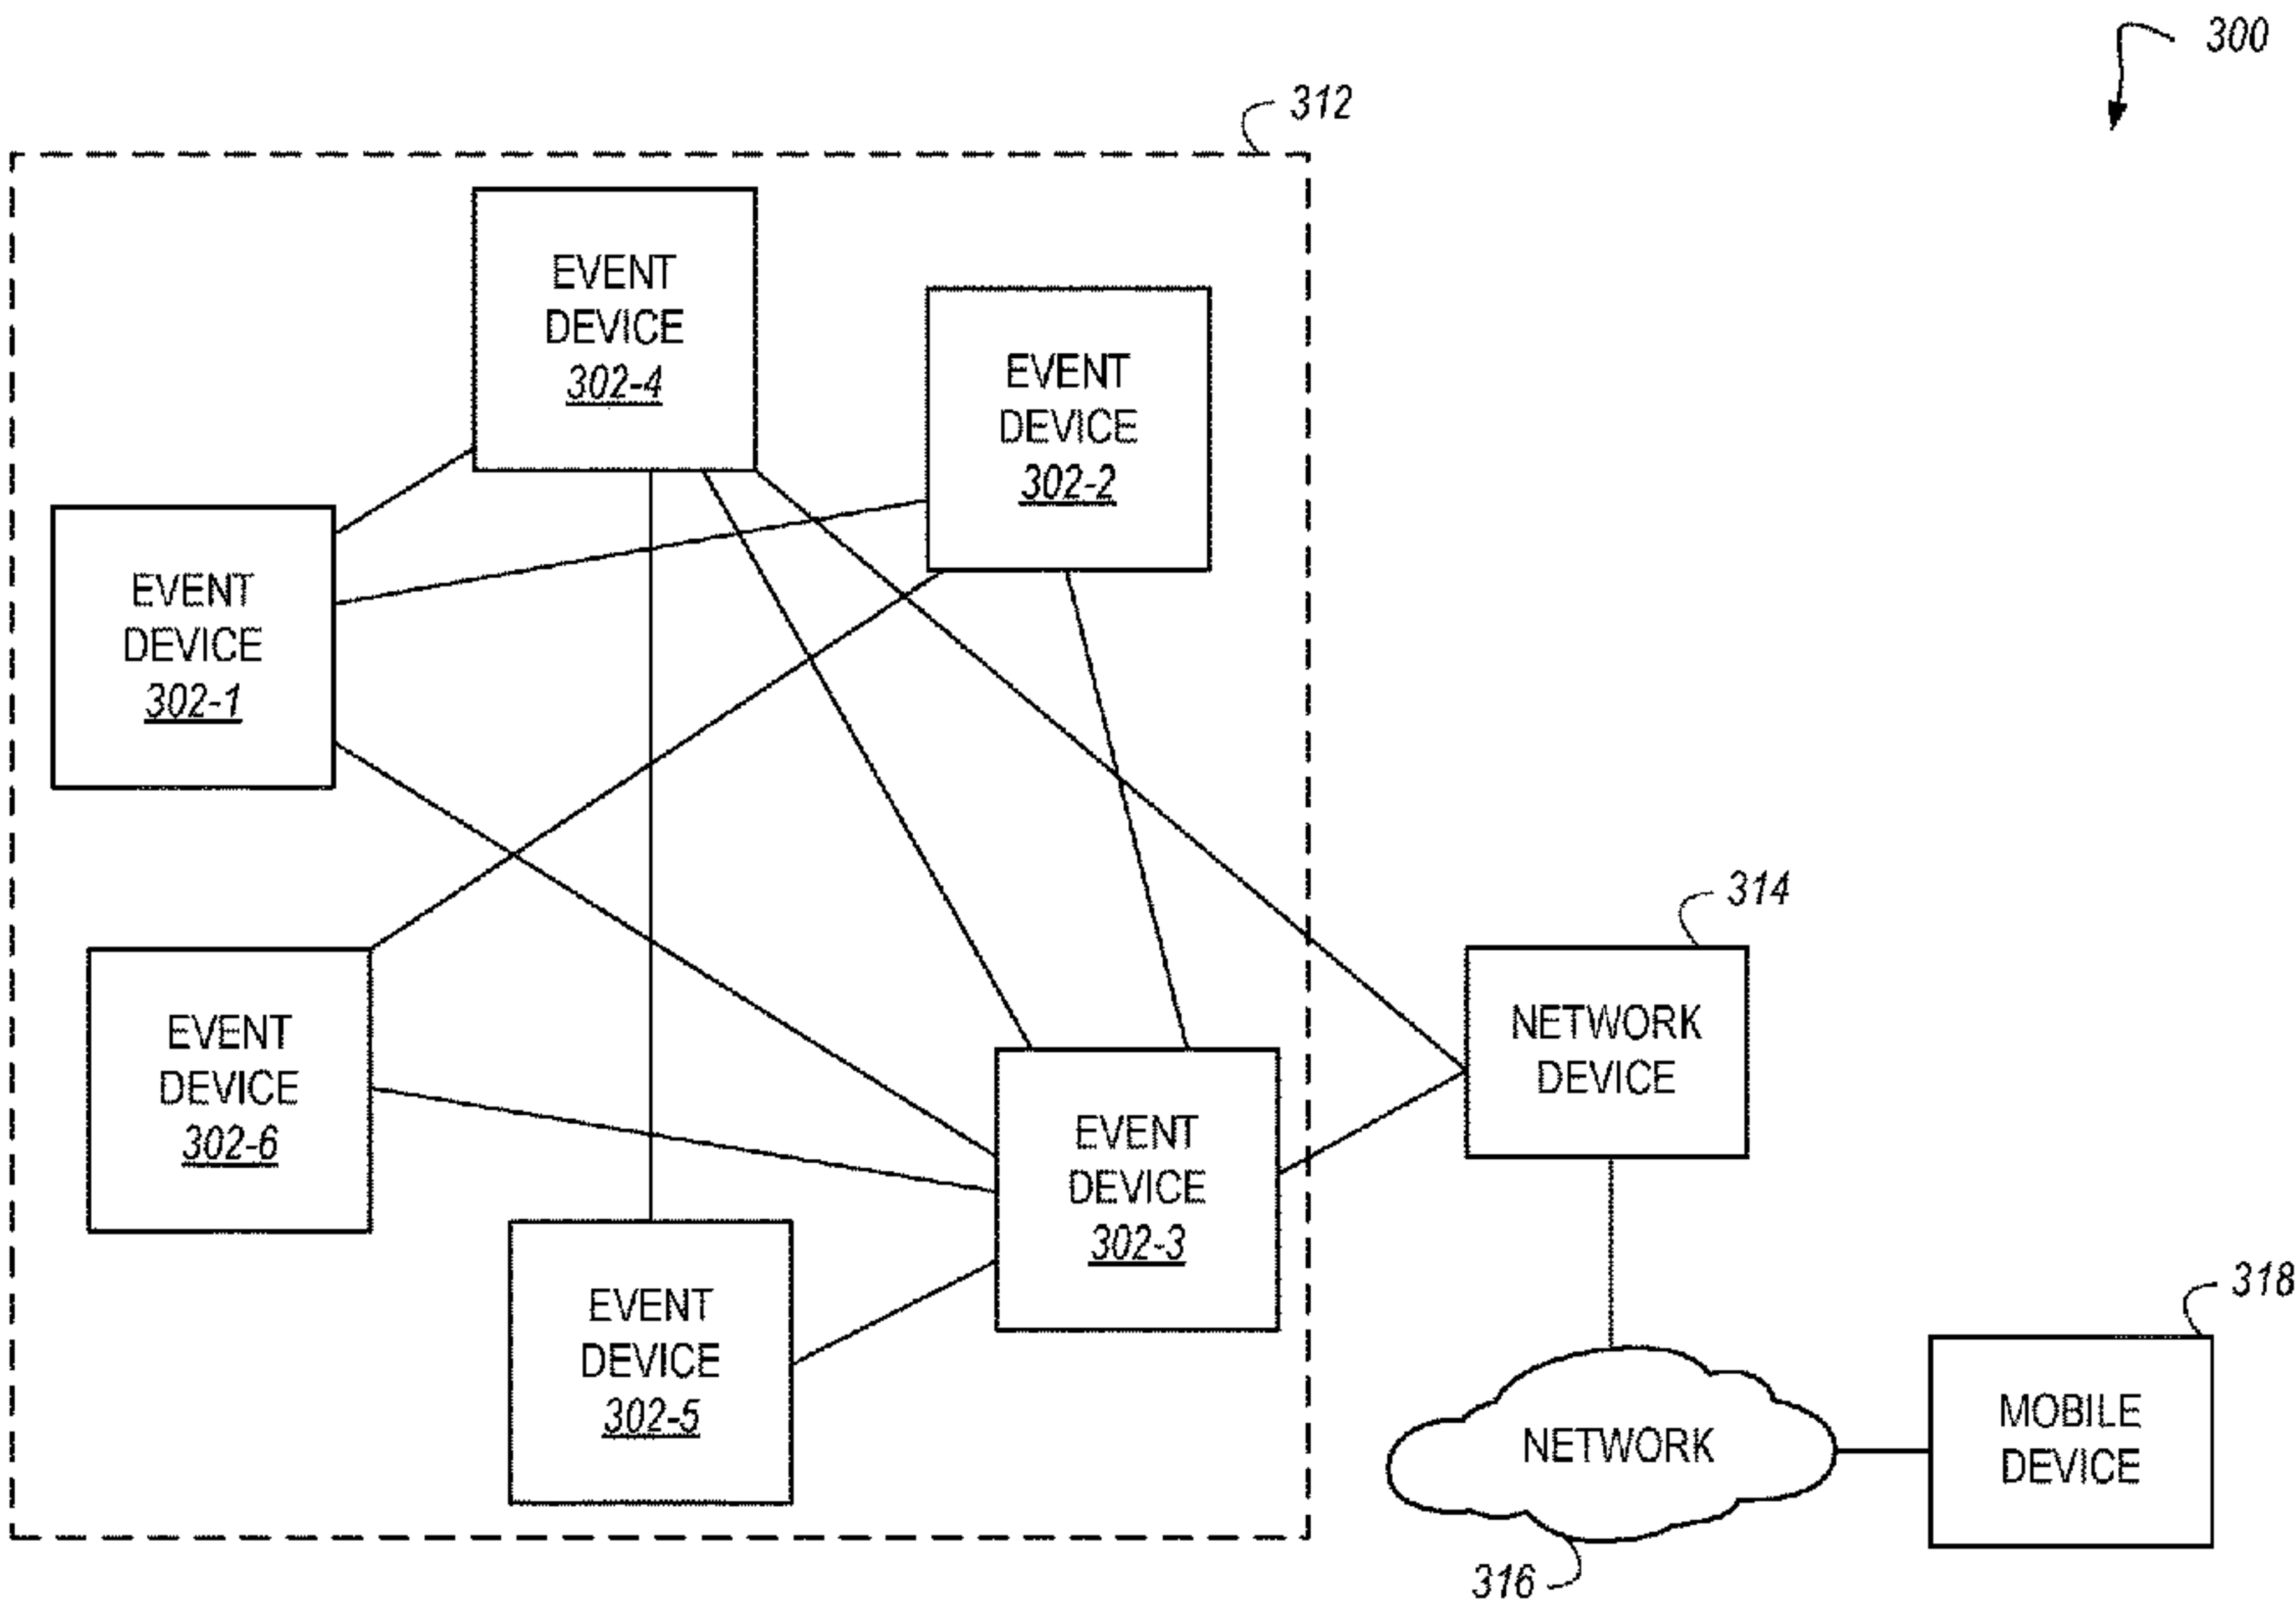 300
312
EVENT
DEVICE
302-4
EVENT
DEVICE
302-2
EVENT
DEVICE
302-1
314
NETWORK
DEVICE
EVENT
DEVICE
302-6
EVENT
DEVICE
302-3
EVENT
DEVICE
302-5
318
NETWORK
MOBILE
DEVICE
316